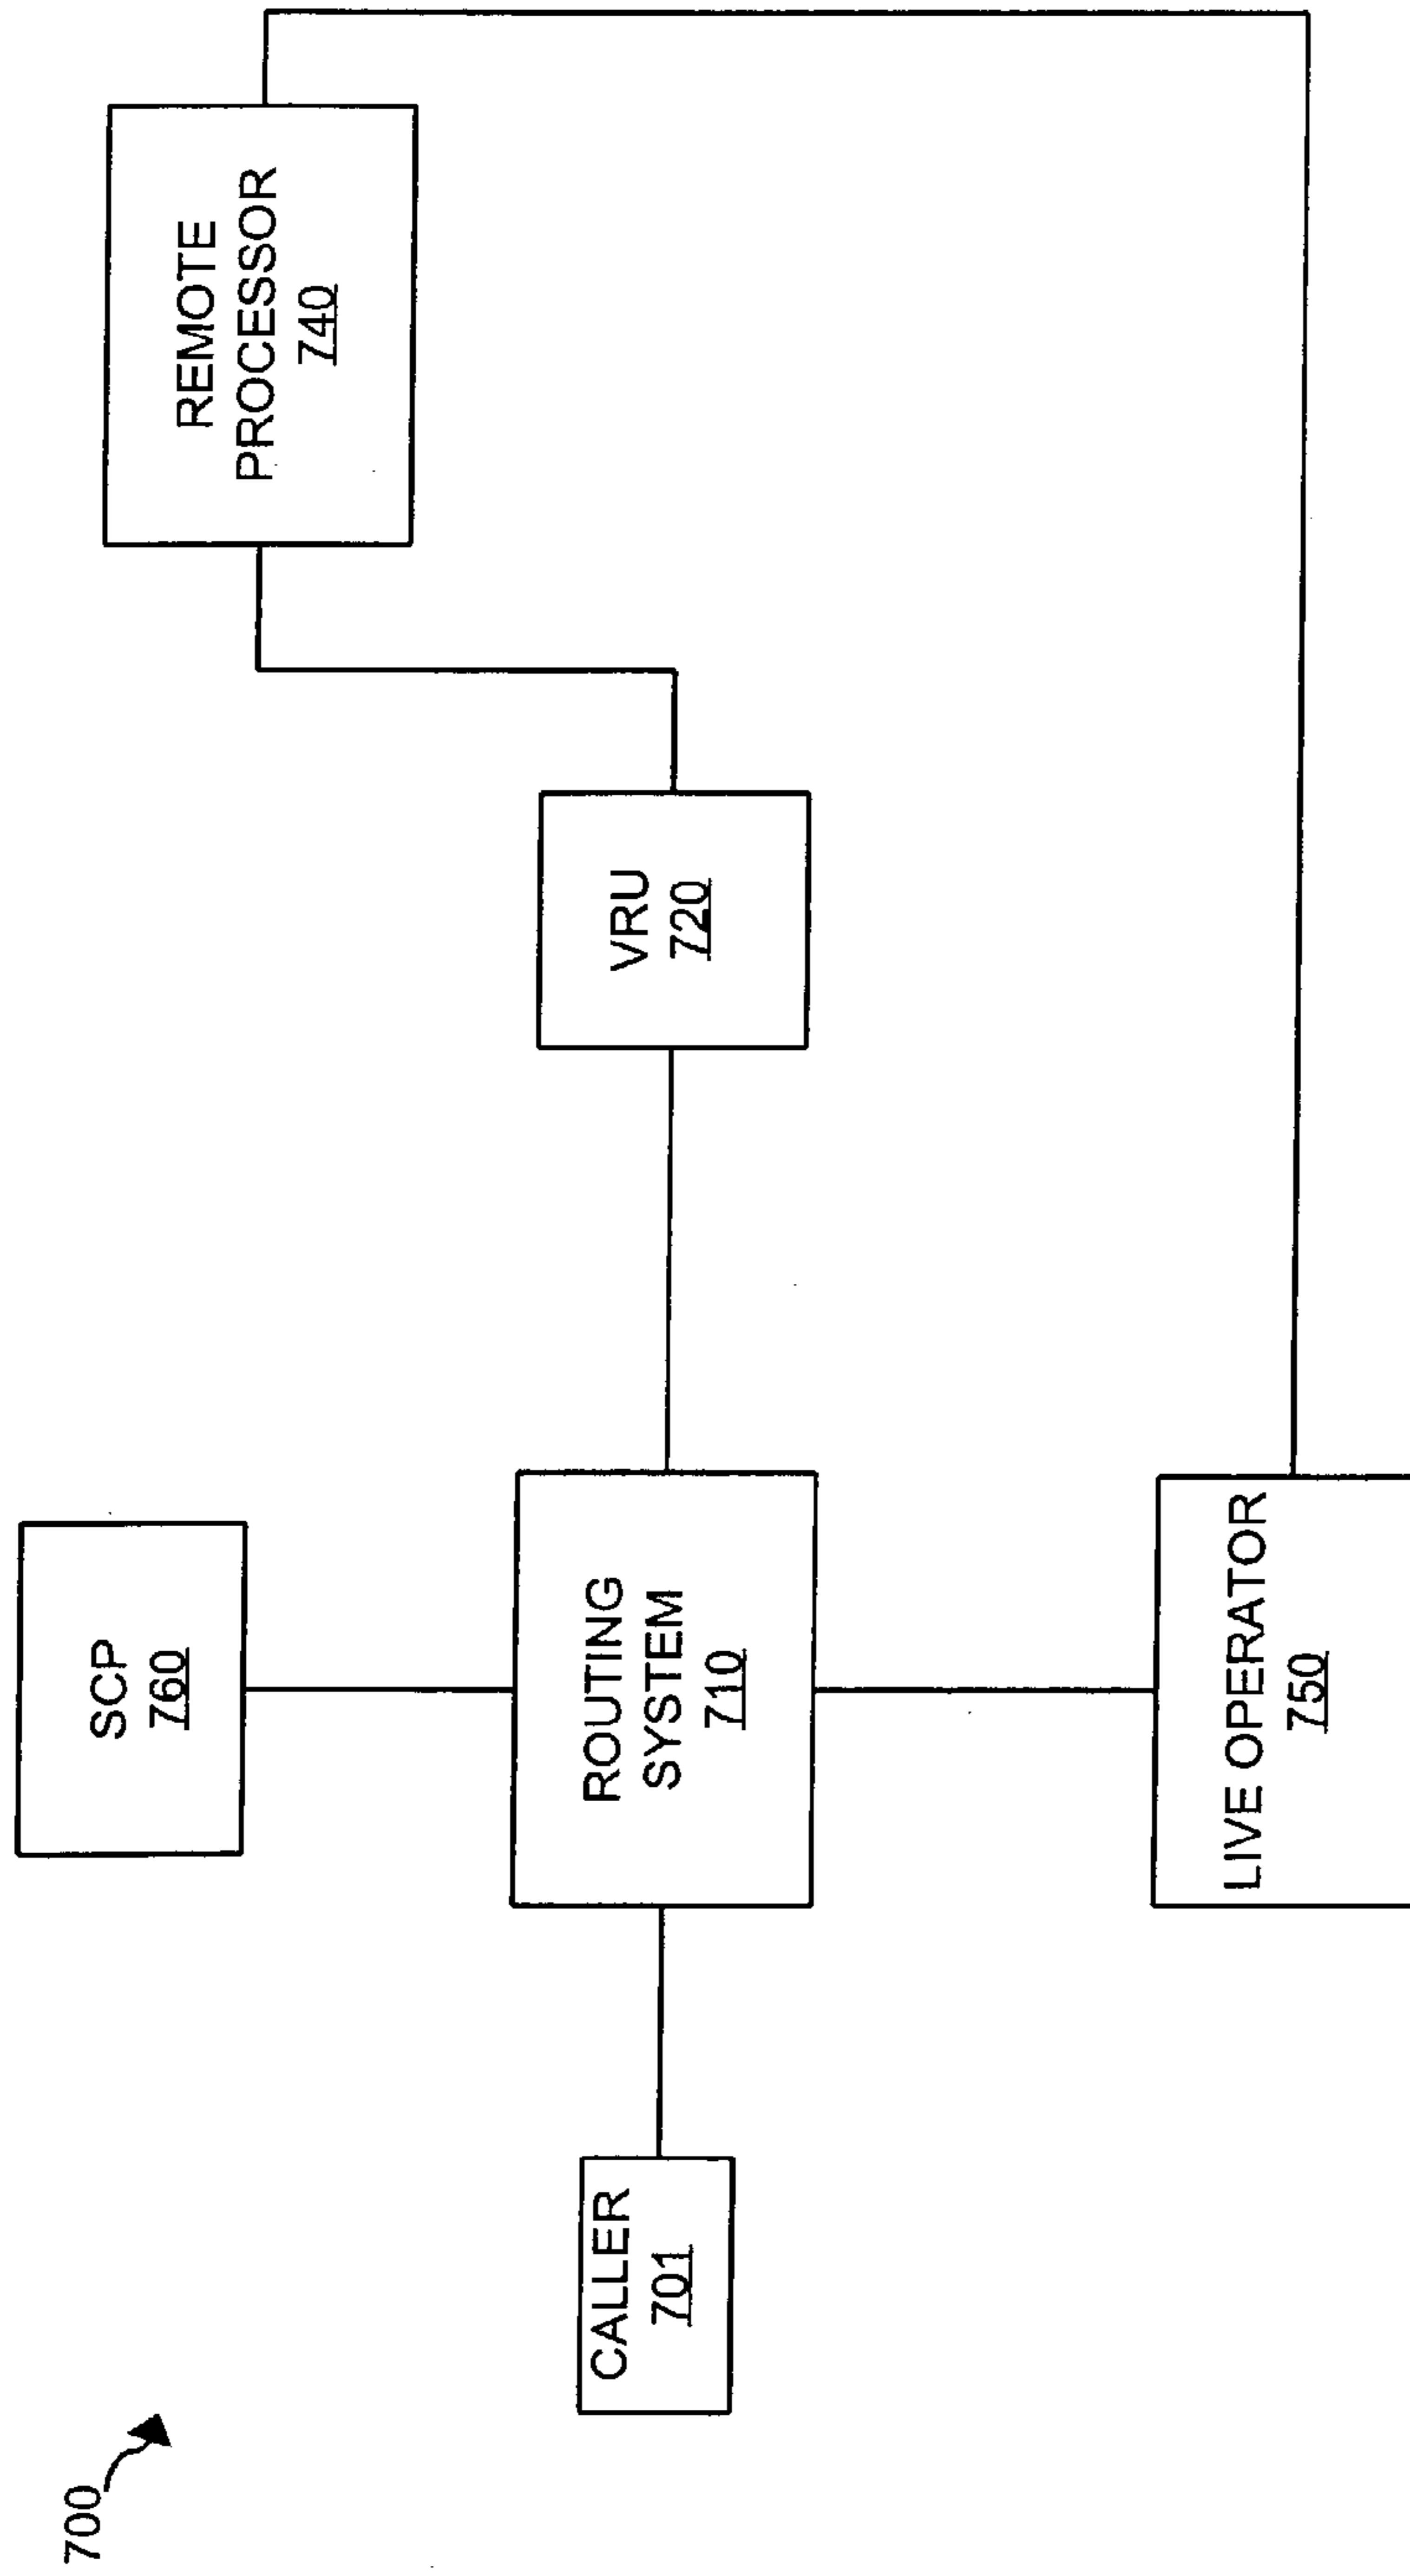 700
SCP
760
REMOTE
PROCESSOR
740
CALLER
701
ROUTING
SYSTEM
710
VRU
720
LIVE OPERATOR
750